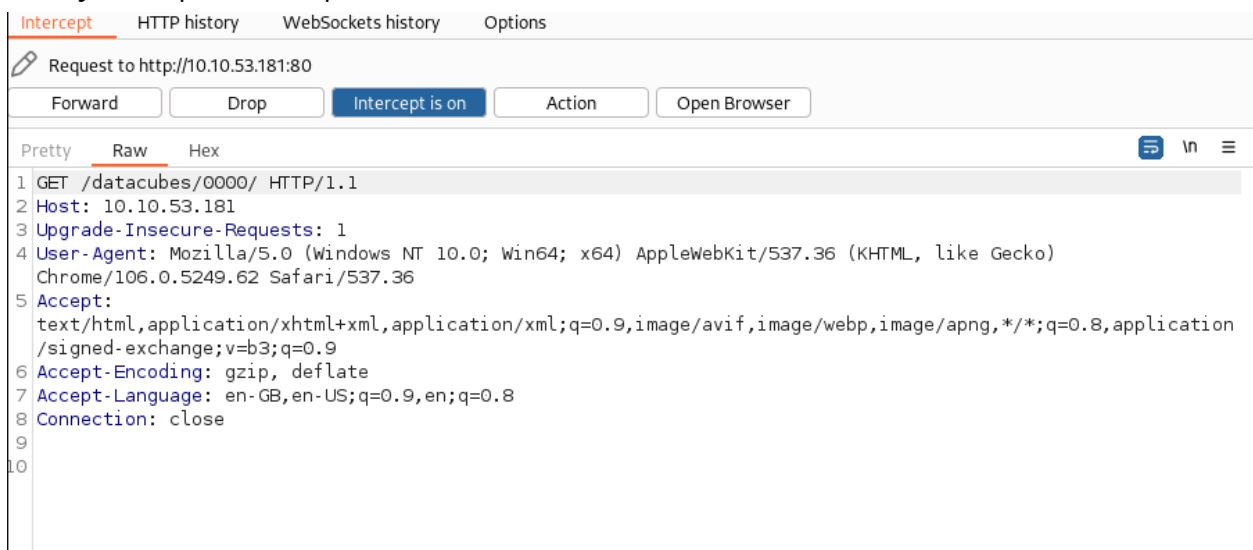 Intercept HTTP history WebSockets history Options
Request to http://10.10.53.181:80
Forward Drop Intercept is on Action Open Browser
Pretty Raw Hex \n ≡
1 GET /datacubes/0000/ HTTP/1.1
2 Host: 10.10.53.181
3 Upgrade-Insecure-Requests: 1
4 User-Agent: Mozilla/5.0 (Windows NT 10.0; Win64; x64) AppleWebKit/537.36 (KHTML, like Gecko)
Chrome/106.0.5249.62 Safari/537.36
5 Accept:
text/html,application/xhtml+xml,application/xml;q=0.9,image/avif,image/webp,image/apng,*/*;q=0.8,application
/signed-exchange;v=b3;q=0.9
6 Accept-Encoding: gzip, deflate
7 Accept-Language: en-GB,en-US;q=0.9,en;q=0.8
8 Connection: close
9
10